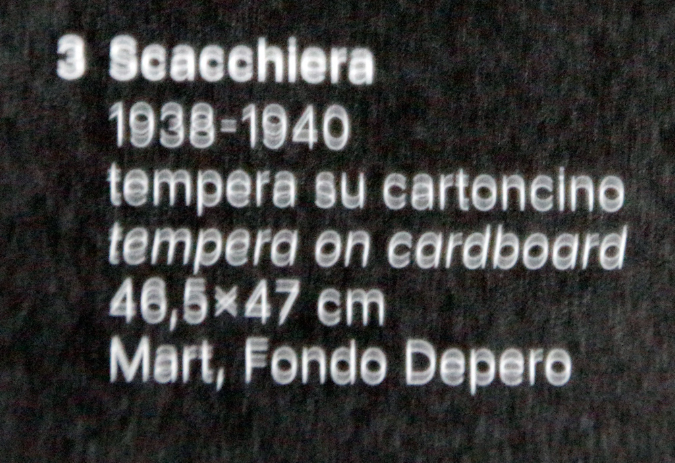 3 Scacchiera
1938-1940
tempera su cartoncino
tempera on cardboard
46,5×47 cm
Mart, Fondo Depero